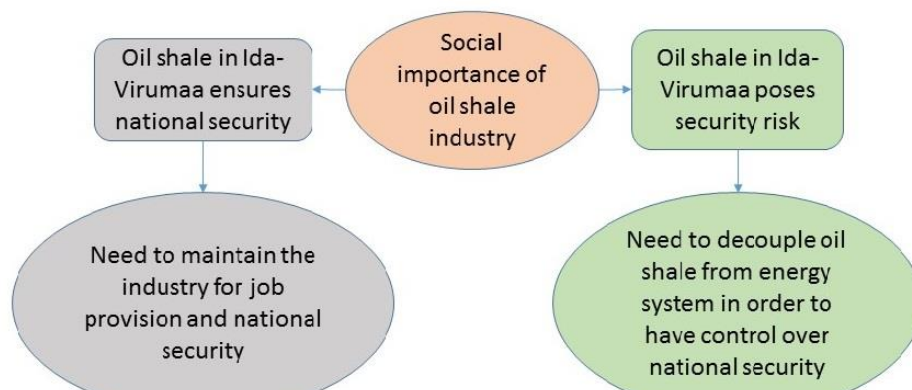 Oil shale in Ida-
Virumaa ensures
national security
Social
importance of
oil shale
industry
Oil shale in Ida-
Virumaa poses
security risk
Need to maintain the
industry for job
provision and national
security
Need to decouple oil
shale from energy
system in order to
have control over
national security